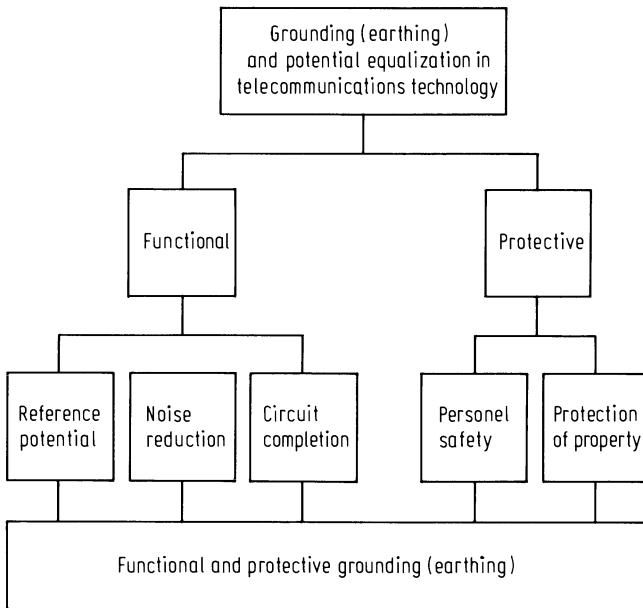 Grounding (earthing)
and potential equalization in
telecommunications technology
Functional
Protective
Reference
potential
Noise
reduction
Circuit
completion
Personel
safety
Protection
of property
Functional and protective grounding (earthing)